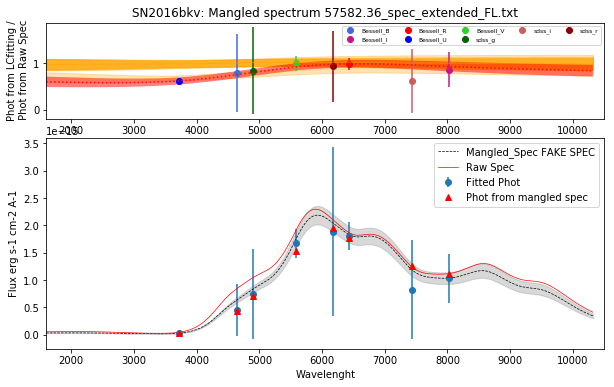 SN2016bkv: Mangled spectrum 57582.36_spec_extended_FL.txt
Phot from LCfitting /
Phot from Raw Spec
1
0
Bessell_B
Bessell_I
Bessell_R
Bessell_U
Bessell_V
sdss_g
sdss_i
sdss_r
2000
3000
4000
5000
6000
7000
8000
9000
10000
1e-15
Flux erg s-1 cm-2 A-1
3.5
3.0
2.5
2.0
1.5
1.0
0.5
0.0
Mangled_Spec FAKE SPEC
Raw Spec
Fitted Phot
Phot from mangled spec
2000
3000
4000
5000
6000
7000
8000
9000
10000
Wavelenght